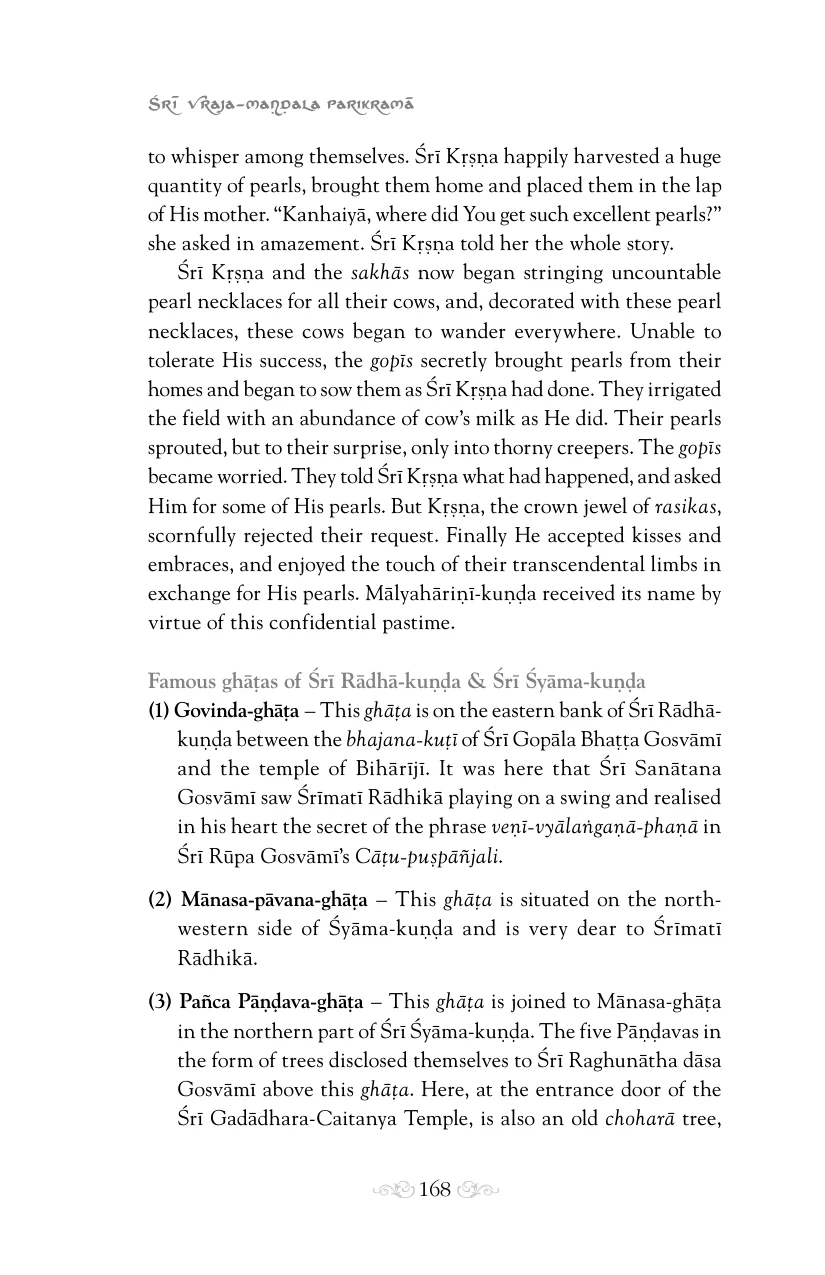 Śrī Vraja-maṇḍala Parikramā
to whisper among themselves. Śrī Kṛṣṇa happily harvested a huge
quantity of pearls, brought them home and placed them in the lap
of His mother. “Kanhaiyā, where did You get such excellent pearls?”
she asked in amazement. Śrī Kṛṣṇa told her the whole story.
Śrī Kṛṣṇa and the sakhās now began stringing uncountable
pearl necklaces for all their cows, and, decorated with these pearl
necklaces, these cows began to wander everywhere. Unable to
tolerate His success, the gopīs secretly brought pearls from their
homes and began to sow them as Śrī Kṛṣṇa had done. They irrigated
the field with an abundance of cow’s milk as He did. Their pearls
sprouted, but to their surprise, only into thorny creepers. The gopīs
became worried. They told Śrī Kṛṣṇa what had happened, and asked
Him for some of His pearls. But Kṛṣṇa, the crown jewel of rasikas,
scornfully rejected their request. Finally He accepted kisses and
embraces, and enjoyed the touch of their transcendental limbs in
exchange for His pearls. Mālyahāriṇī-kuṇḍa received its name by
virtue of this confidential pastime.
Famous ghāṭas of Śrī Rādhā-kuṇḍa & Śrī Śyāma-kuṇḍa
(1) Govinda-ghāṭa – This ghāṭa is on the eastern bank of Śrī Rādhā-
kuṇḍa between the bhajana-kuṭī of Śrī Gopāla Bhaṭṭa Gosvāmī
and the temple of Bihārījī. It was here that Śrī Sanātana
Gosvāmī saw Śrīmatī Rādhikā playing on a swing and realised
in his heart the secret of the phrase veṇī-vyālaṅgaṇā-phaṇā in
Śrī Rūpa Gosvāmī’s Cāṭu-puṣpāñjali.
(2) Mānasa-pāvana-ghāṭa – This ghāṭa is situated on the north-
western side of Śyāma-kuṇḍa and is very dear to Śrīmatī
Rādhikā.
(3) Pañca Pāṇḍava-ghāṭa – This ghāṭa is joined to Mānasa-ghāṭa
in the northern part of Śrī Śyāma-kuṇḍa. The five Pāṇḍavas in
the form of trees disclosed themselves to Śrī Raghunātha dāsa
Gosvāmī above this ghāṭa. Here, at the entrance door of the
Śrī Gadādhara-Caitanya Temple, is also an old choharā tree,
168